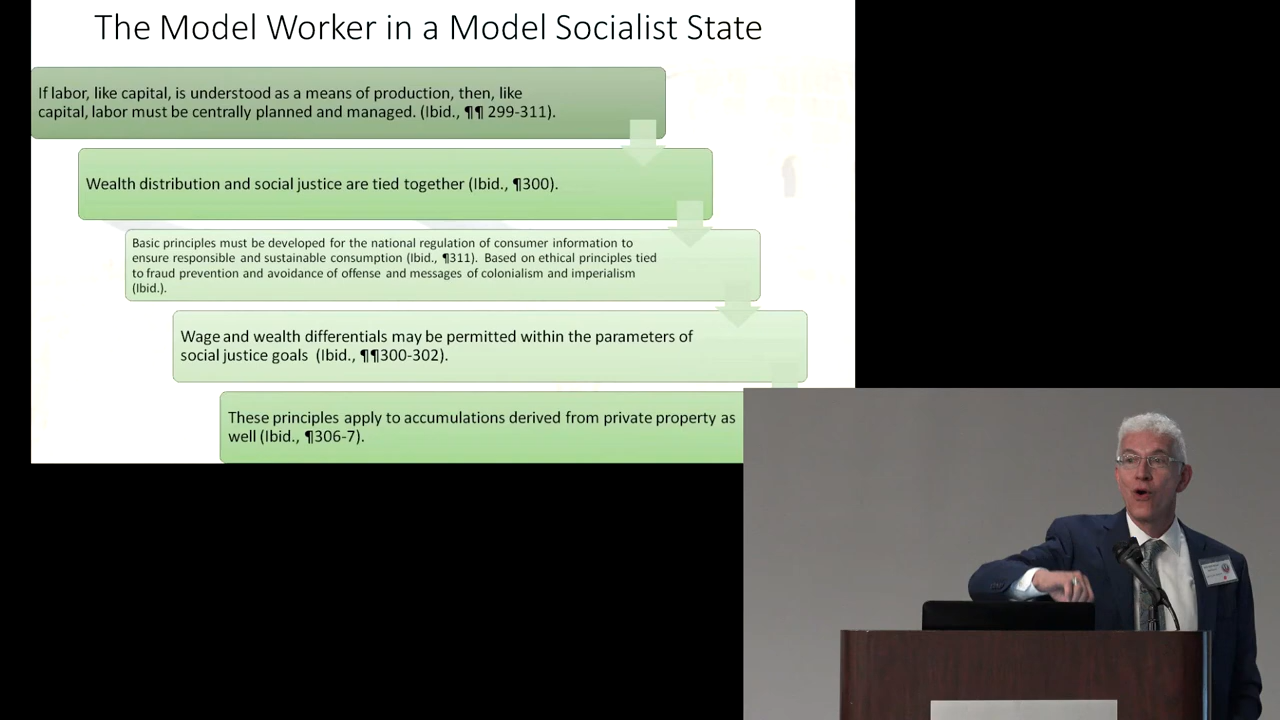 The Model Worker in a Model Socialist State
If labor, like capital, is understood as a means of production, then, like
capital, labor must be centrally planned and managed. (Ibid., ¶¶ 299-311).
Wealth distribution and social justice are tied together (Ibid., ¶300).
Basic principles must be developed for the national regulation of consumer information to
ensure responsible and sustainable consumption (Ibid., ¶311).  Based on ethical principles tied
to fraud prevention and avoidance of offense and messages of colonialism and imperialism
(Ibid.).
Wage and wealth differentials may be permitted within the parameters of
social justice goals  (Ibid., ¶¶300-302).
These principles apply to accumulations derived from private property as
well (Ibid., ¶306-7).